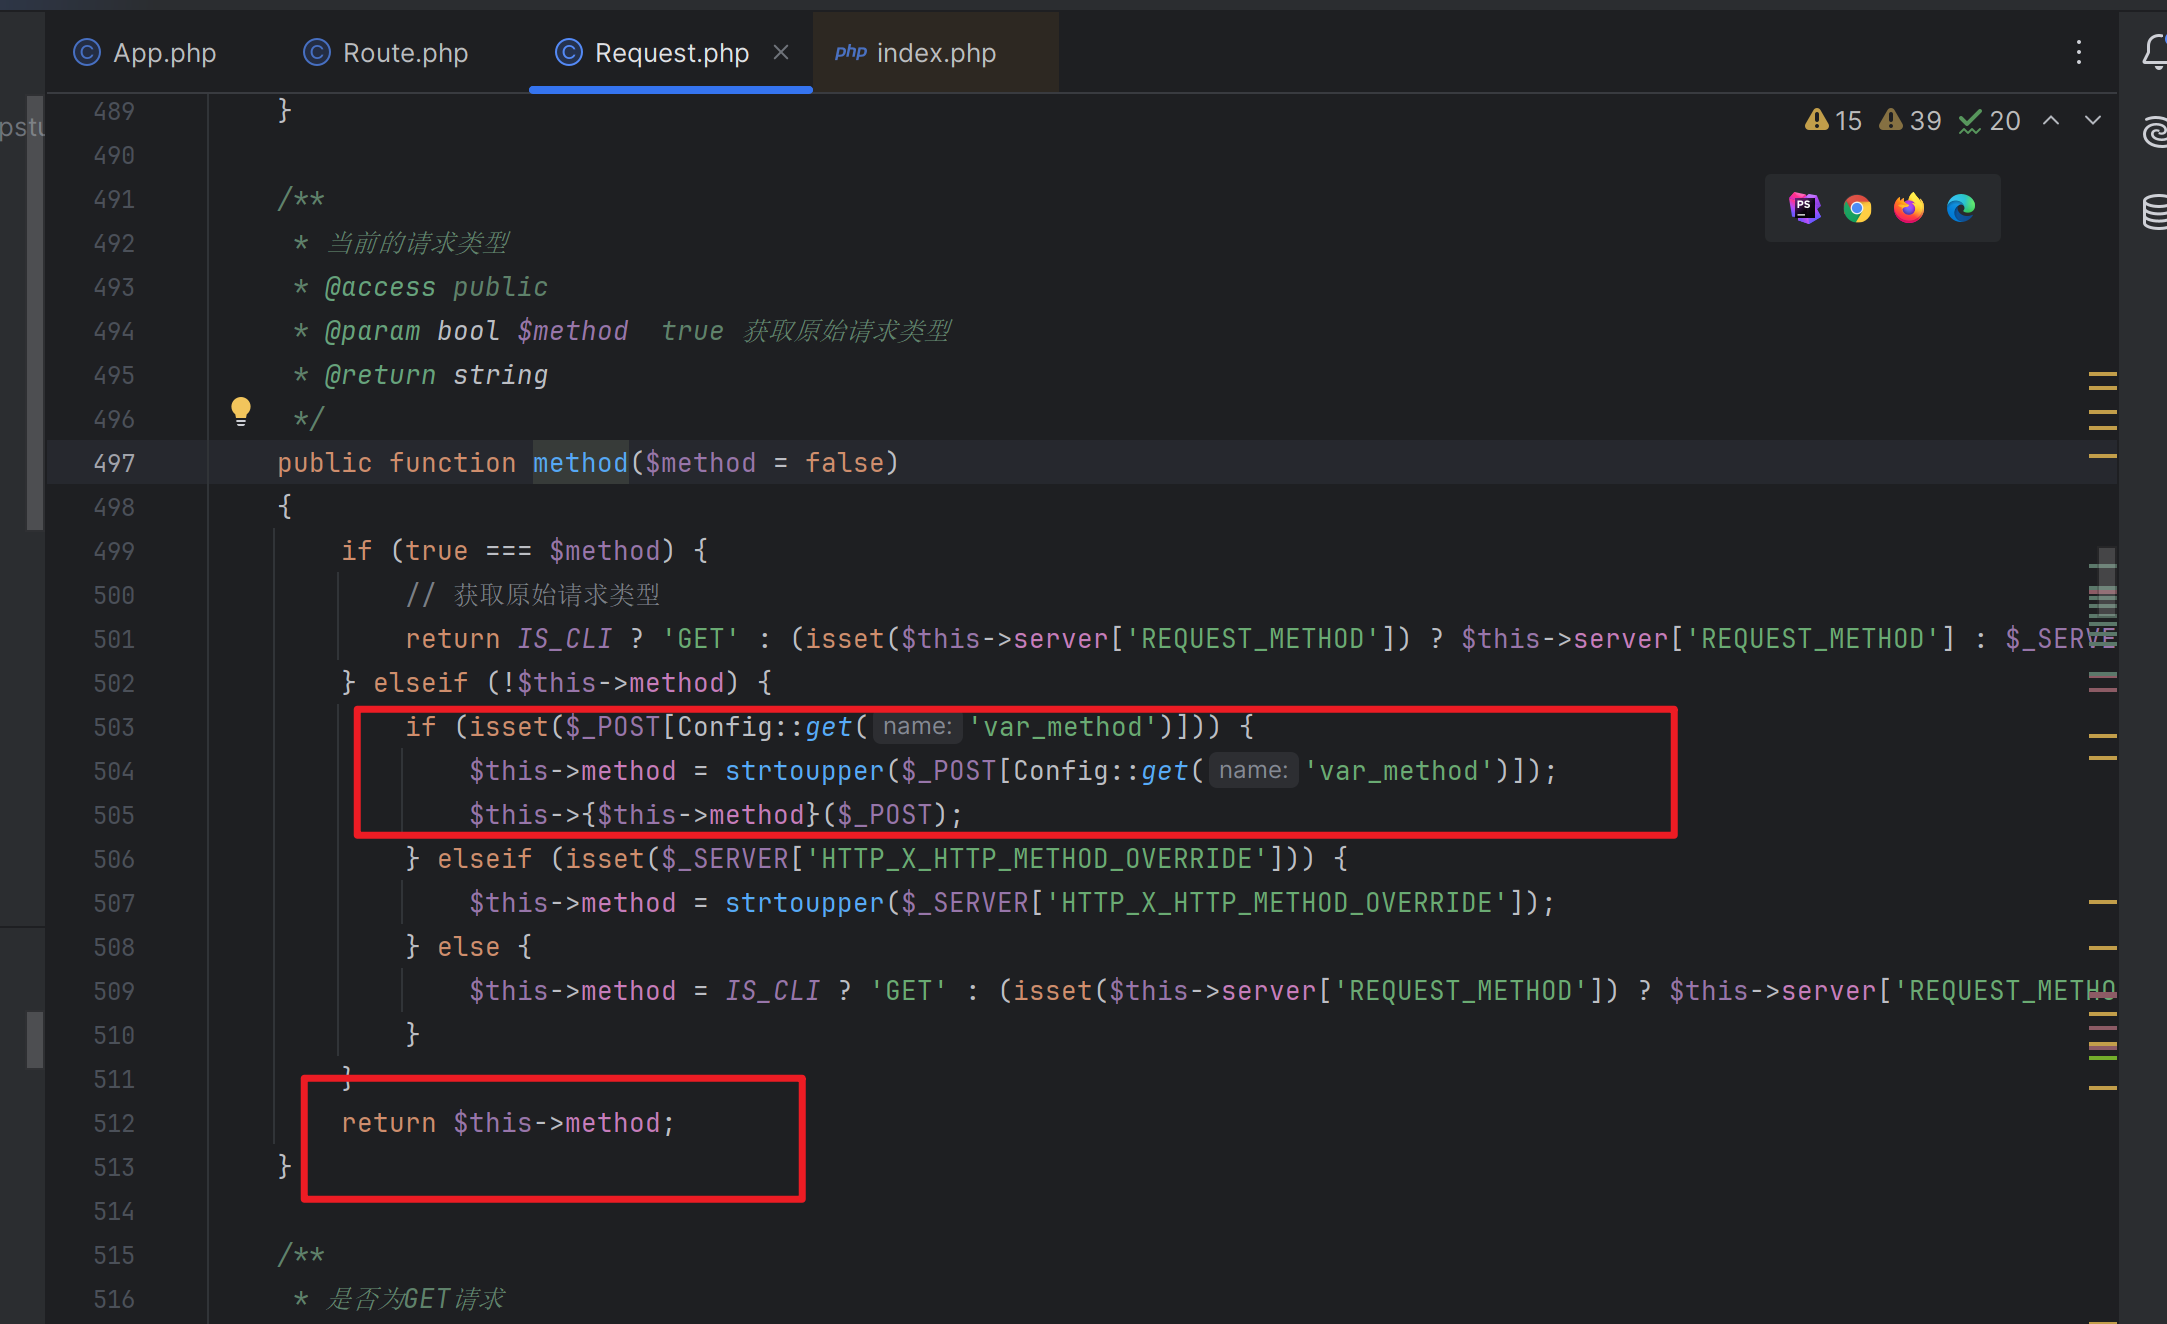 App.php Route.php Request.php php index.php
pstu
15 39 20
489 }
490
491 /**
492 * 当前的请求类型
493 * @access public
494 * @param bool $method  true 获取原始请求类型
495 * @return string
496 */
497 public function method($method = false)
498 {
499 if (true === $method) {
500 // 获取原始请求类型
501 return IS_CLI ? 'GET' : (isset($this->server['REQUEST_METHOD']) ? $this->server['REQUEST_METHOD'] : $_SERVE
502 } elseif (!$this->method) {
503 if (isset($_POST[Config::get( name: 'var_method')])) {
504 $this->method = strtoupper($_POST[Config::get( name: 'var_method')]);
505 $this->{$this->method}($_POST);
506 } elseif (isset($_SERVER['HTTP_X_HTTP_METHOD_OVERRIDE'])) {
507 $this->method = strtoupper($_SERVER['HTTP_X_HTTP_METHOD_OVERRIDE']);
508 } else {
509 $this->method = IS_CLI ? 'GET' : (isset($this->server['REQUEST_METHOD']) ? $this->server['REQUEST_METHO
510 }
511 }
512 return $this->method;
513 }
514
515 /**
516 * 是否为GET请求
PS